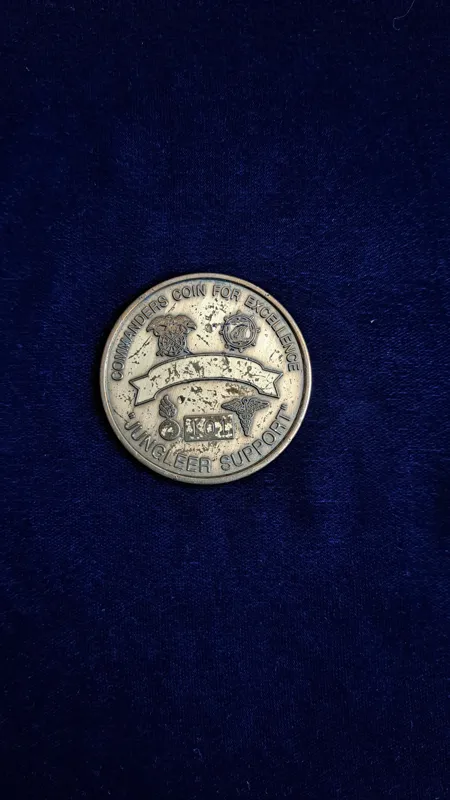 COMMANDERS COIN FOR EXCELLENCE
"JUNGLEER SUPPORT"